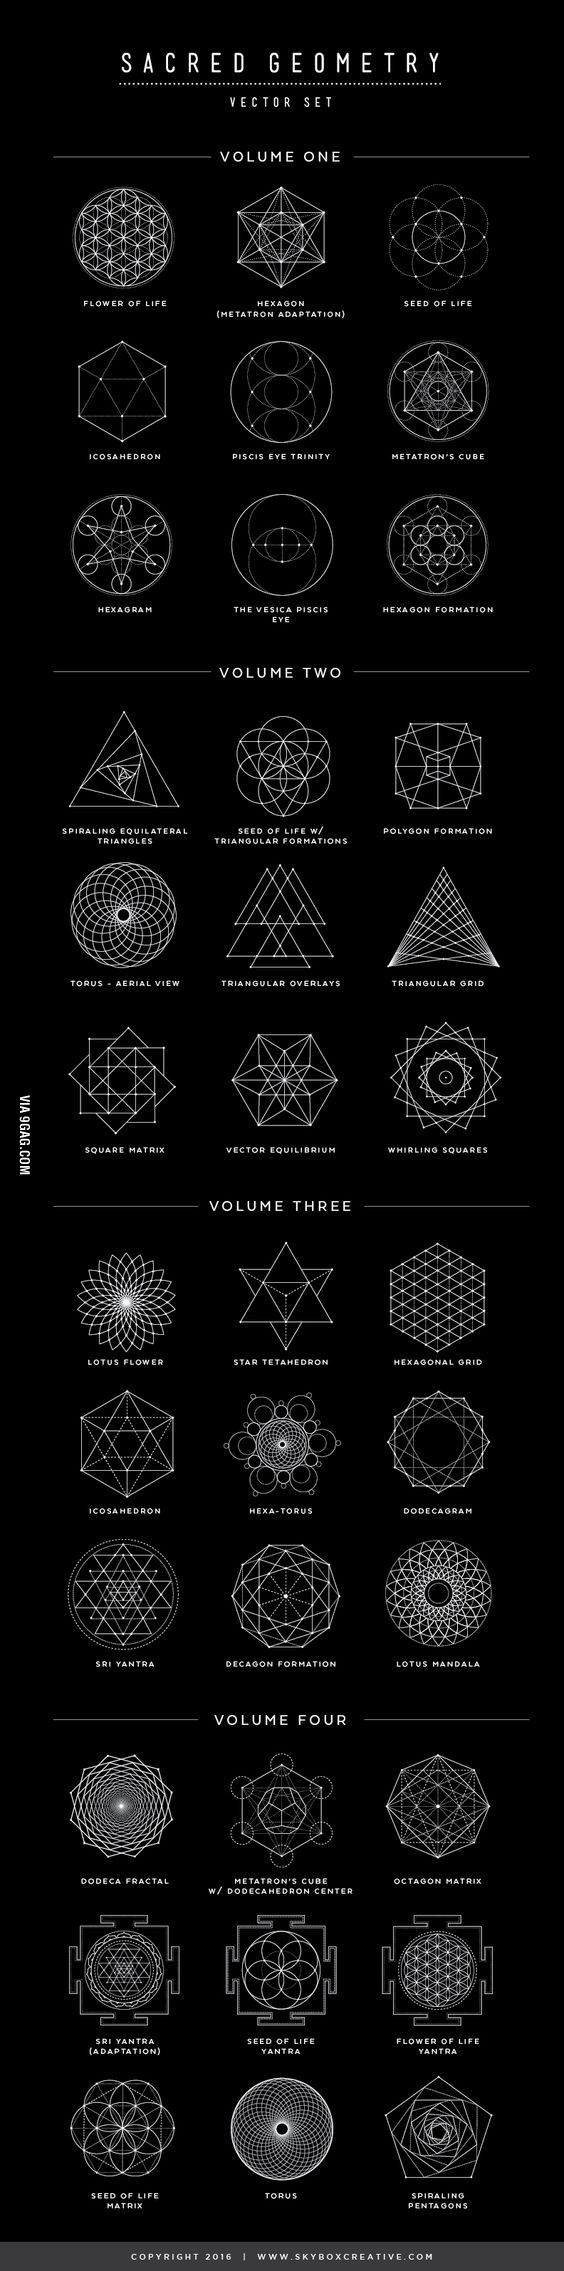 SACRED GEOMETRY
VECTOR SET
VOLUME ONE
FLOWER OF LIFE
HEXAGON
(METATRON ADAPTATION)
SEED OF LIFE
ICOSAHEDRON
PISCIS EYE TRINITY
METATRON'S CUBE
HEXAGRAM
THE VESICA PISCIS
EYE
HEXAGON FORMATION
VOLUME TWO
SPIRALING EQUILATERAL
TRIANGLES
SEED OF LIFE W/
TRIANGULAR FORMATIONS
POLYGON FORMATION
TORUS - AERIAL VIEW
TRIANGULAR OVERLAYS
TRIANGULAR GRID
SQUARE MATRIX
VECTOR EQUILIBRIUM
WHIRLING SQUARES
VIA 9GAG.COM
VOLUME THREE
LOTUS FLOWER
STAR TETAHEDRON
HEXAGONAL GRID
ICOSAHEDRON
HEXA-TORUS
DODECAGRAM
SRI YANTRA
DECAGON FORMATION
LOTUS MANDALA
VOLUME FOUR
DODECA FRACTAL
METATRON'S CUBE
W/ DODECAHEDRON CENTER
OCTAGON MATRIX
SRI YANTRA
(ADAPTATION)
SEED OF LIFE
YANTRA
FLOWER OF LIFE
YANTRA
SEED OF LIFE
MATRIX
TORUS
SPIRALING
PENTAGONS
COPYRIGHT 2016 | WWW.SKYBOXCREATIVE.COM